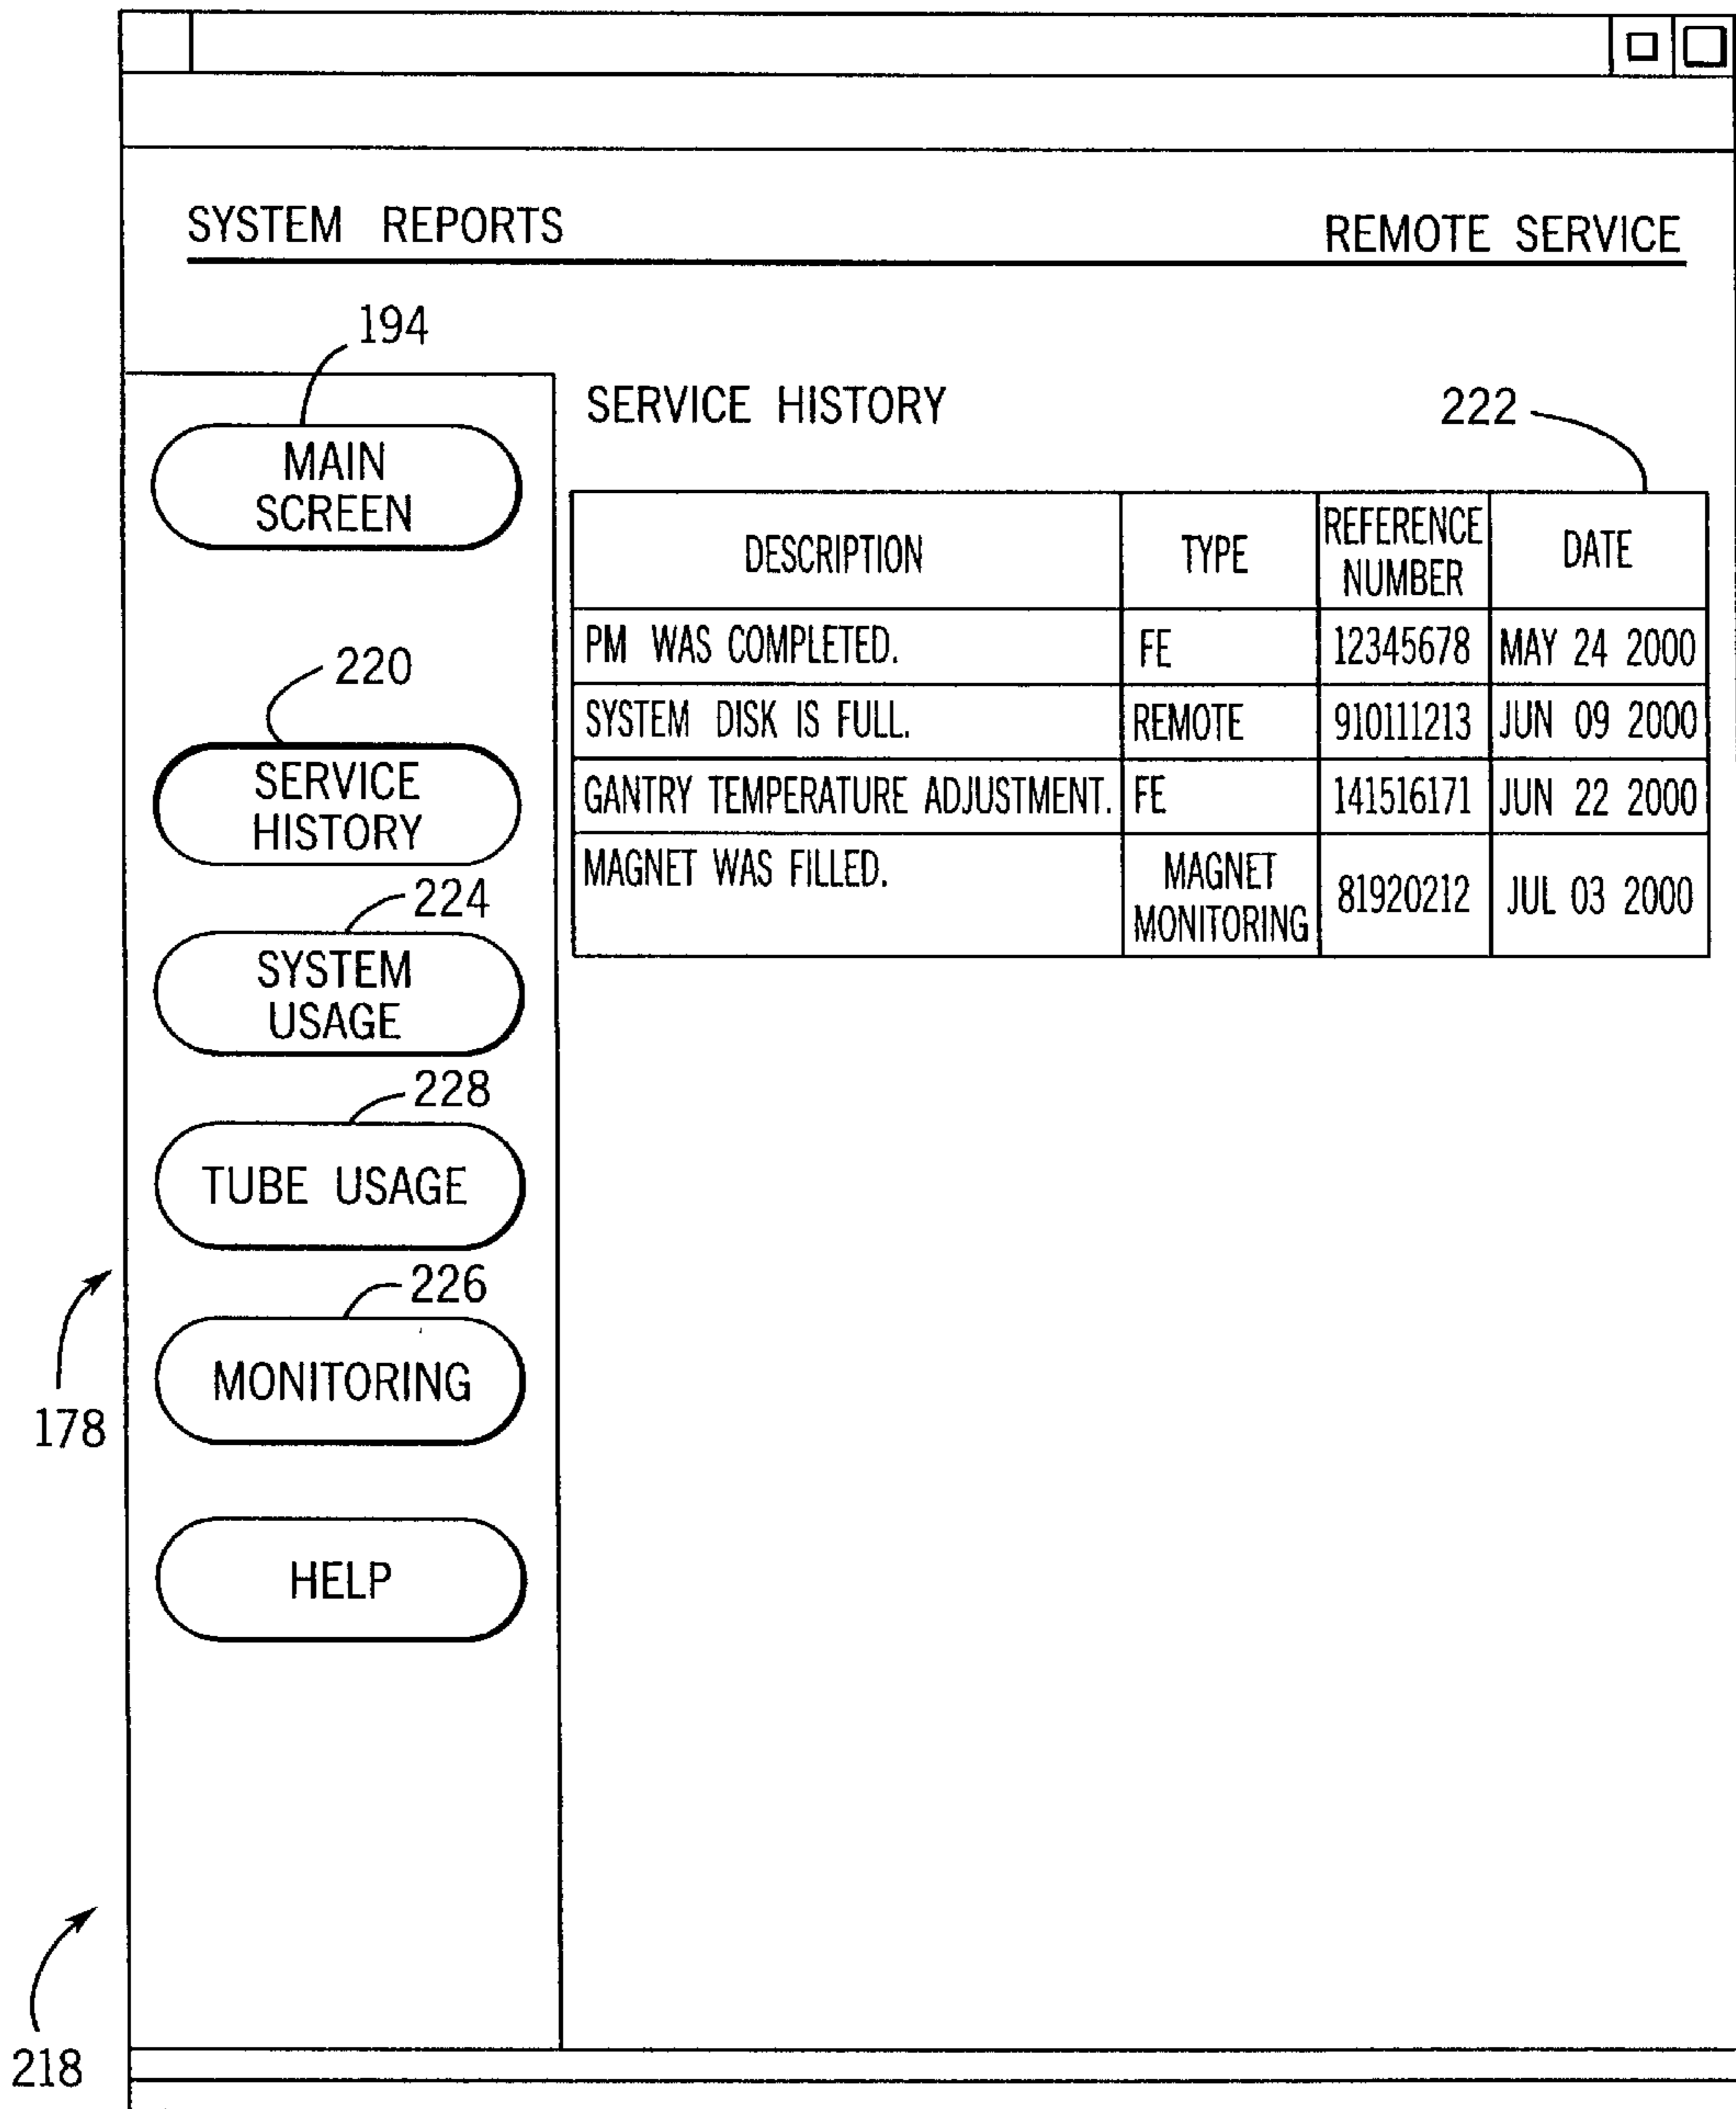 SYSTEM REPORTS
REMOTE SERVICE
194
MAIN
SCREEN
220
SERVICE
HISTORY
224
SYSTEM
USAGE
228
TUBE USAGE
226
MONITORING
HELP
178
218
SERVICE HISTORY
222
DESCRIPTION TYPE REFERENCE NUMBER DATE
PM WAS COMPLETED. FE 12345678 MAY 24 2000
SYSTEM DISK IS FULL. REMOTE 910111213 JUN 09 2000
GANTRY TEMPERATURE ADJUSTMENT. FE 141516171 JUN 22 2000
MAGNET WAS FILLED. MAGNET MONITORING 81920212 JUL 03 2000